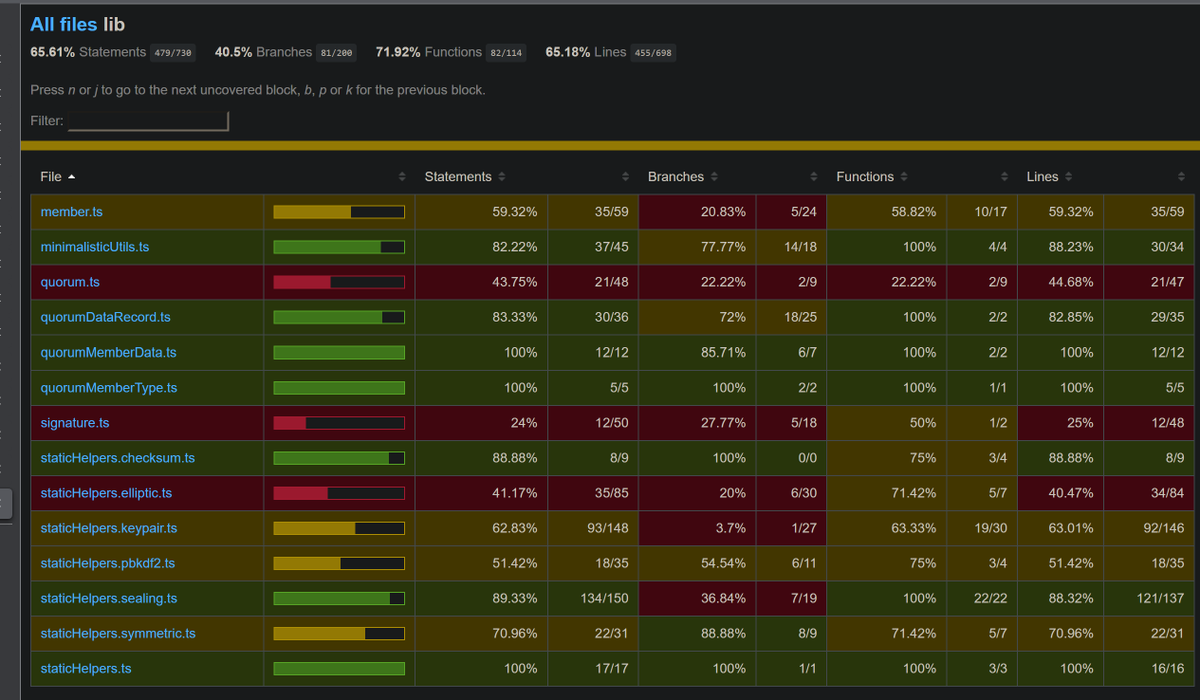 All files lib
65.61% Statements 479/730 40.5% Branches 81/200 71.92% Functions 82/114 65.18% Lines 455/698
Press n or j to go to the next uncovered block, b, p or k for the previous block.
Filter:
File Statements Branches Functions Lines
member.ts 59.32% 35/59 20.83% 5/24 58.82% 10/17 59.32% 35/59
minimalisticUtils.ts 82.22% 37/45 77.77% 14/18 100% 4/4 88.23% 30/34
quorum.ts 43.75% 21/48 22.22% 2/9 22.22% 2/9 44.68% 21/47
quorumDataRecord.ts 83.33% 30/36 72% 18/25 100% 2/2 82.85% 29/35
quorumMemberData.ts 100% 12/12 85.71% 6/7 100% 2/2 100% 12/12
quorumMemberType.ts 100% 5/5 100% 2/2 100% 1/1 100% 5/5
signature.ts 24% 12/50 27.77% 5/18 50% 1/2 25% 12/48
staticHelpers.checksum.ts 88.88% 8/9 100% 0/0 75% 3/4 88.88% 8/9
staticHelpers.elliptic.ts 41.17% 35/85 20% 6/30 71.42% 5/7 40.47% 34/84
staticHelpers.keypair.ts 62.83% 93/148 3.7% 1/27 63.33% 19/30 63.01% 92/146
staticHelpers.pbkdf2.ts 51.42% 18/35 54.54% 6/11 75% 3/4 51.42% 18/35
staticHelpers.sealing.ts 89.33% 134/150 36.84% 7/19 100% 22/22 88.32% 121/137
staticHelpers.symmetric.ts 70.96% 22/31 88.88% 8/9 71.42% 5/7 70.96% 22/31
staticHelpers.ts 100% 17/17 100% 1/1 100% 3/3 100% 16/16